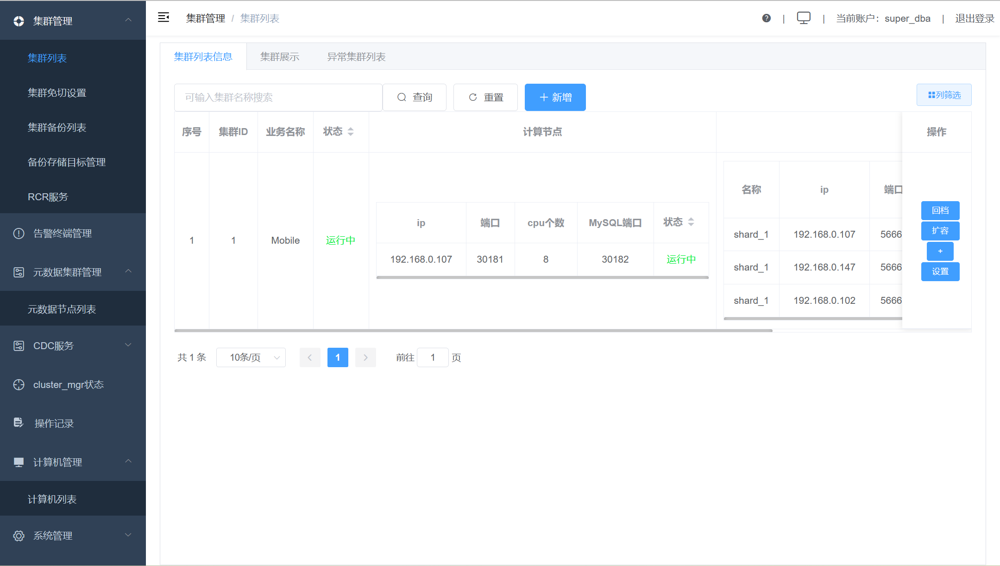 集群管理
集群列表
集群免切设置
集群备份列表
备份存储目标管理
RCR服务
告警终端管理
元数据集群管理
元数据节点列表
CDC服务
cluster_mgr状态
操作记录
计算机管理
计算机列表
系统管理
集群管理 / 集群列表
| | 当前账户：super_dba | 退出登录
集群列表信息 集群展示 异常集群列表
可输入集群名称搜索 查询 重置 新增 列筛选
序号 集群ID 业务名称 状态 计算节点 操作
1 1 Mobile 运行中
ip 端口 cpu个数 MySQL端口 状态
192.168.0.107 30181 8 30182 运行中
名称 ip 端口
shard_1 192.168.0.107 5666
shard_1 192.168.0.147 5666
shard_1 192.168.0.102 5666
回档
扩容
+
设置
共 1 条 10条/页 1 前往 1 页